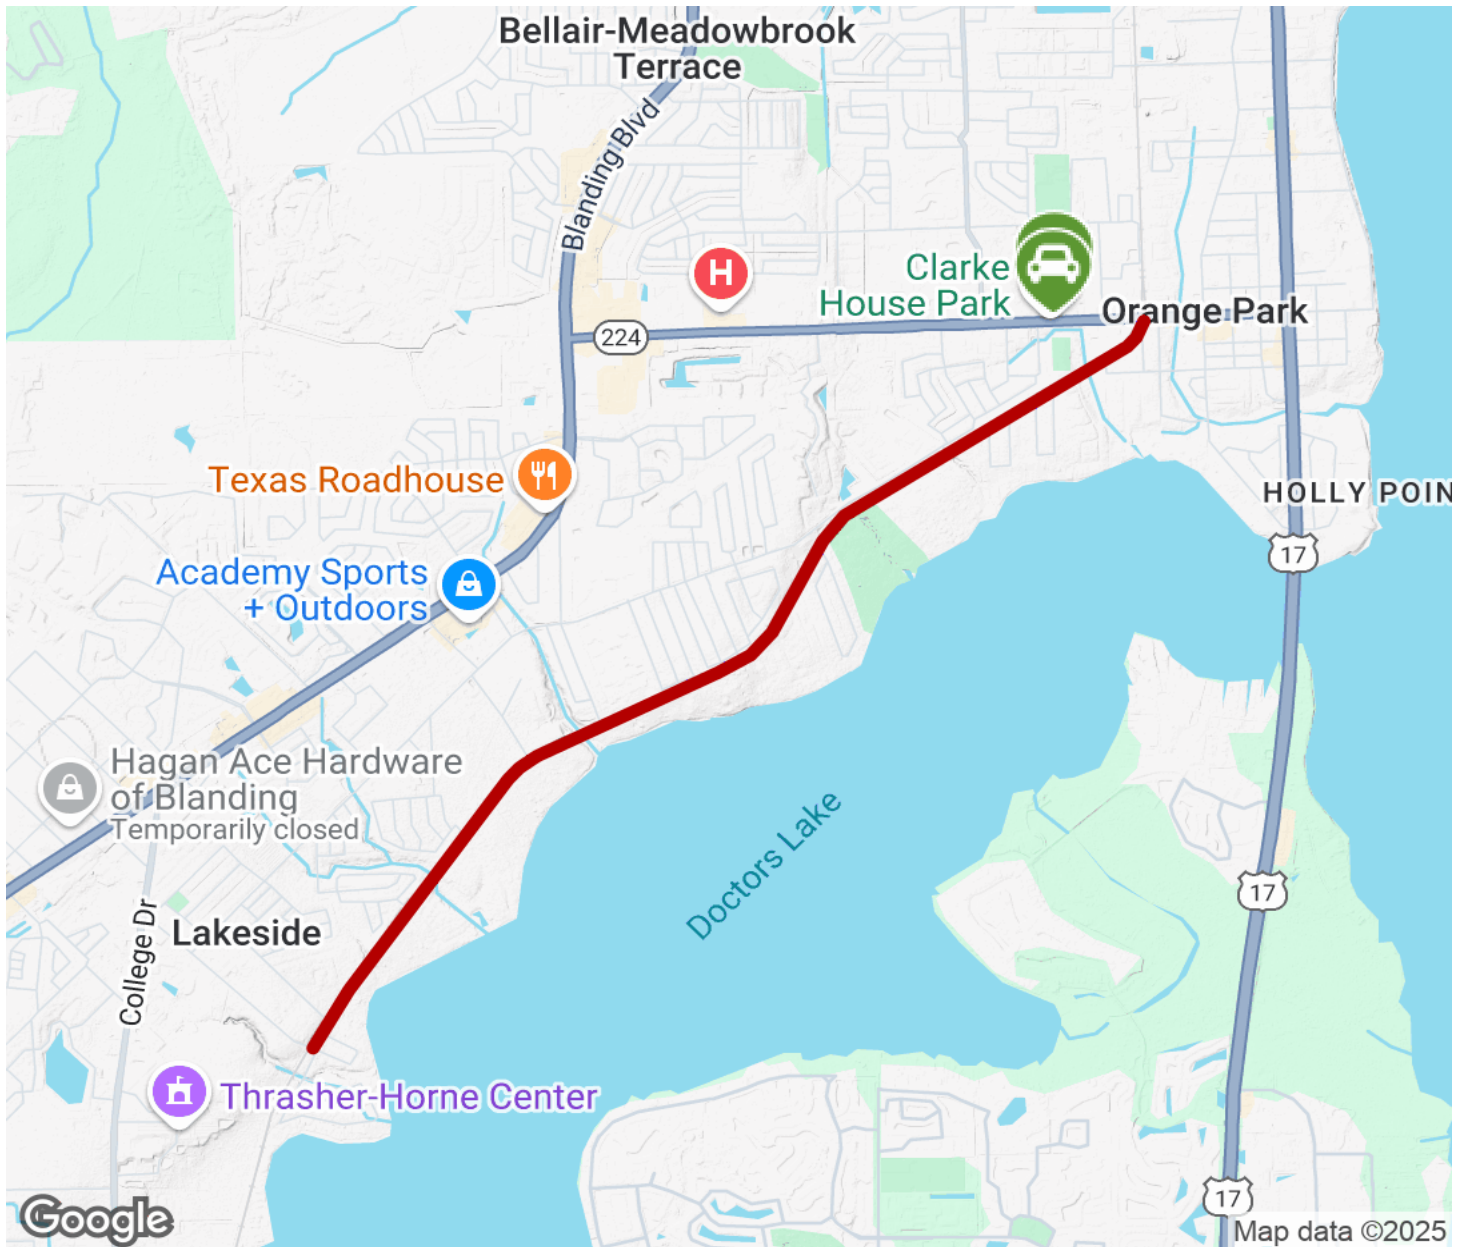 Bellair-Meadowbrook
Terrace
Blanding Blvd
Clarke
House Park
Orange Park
224
Texas Roadhouse
HOLLY POIN
17
Academy Sports
+ Outdoors
Hagan Ace Hardware
of Blanding
Temporarily closed
Doctors Lake
17
College Dr
Lakeside
Thrasher-Horne Center
17
Google
Map data ©2025
H